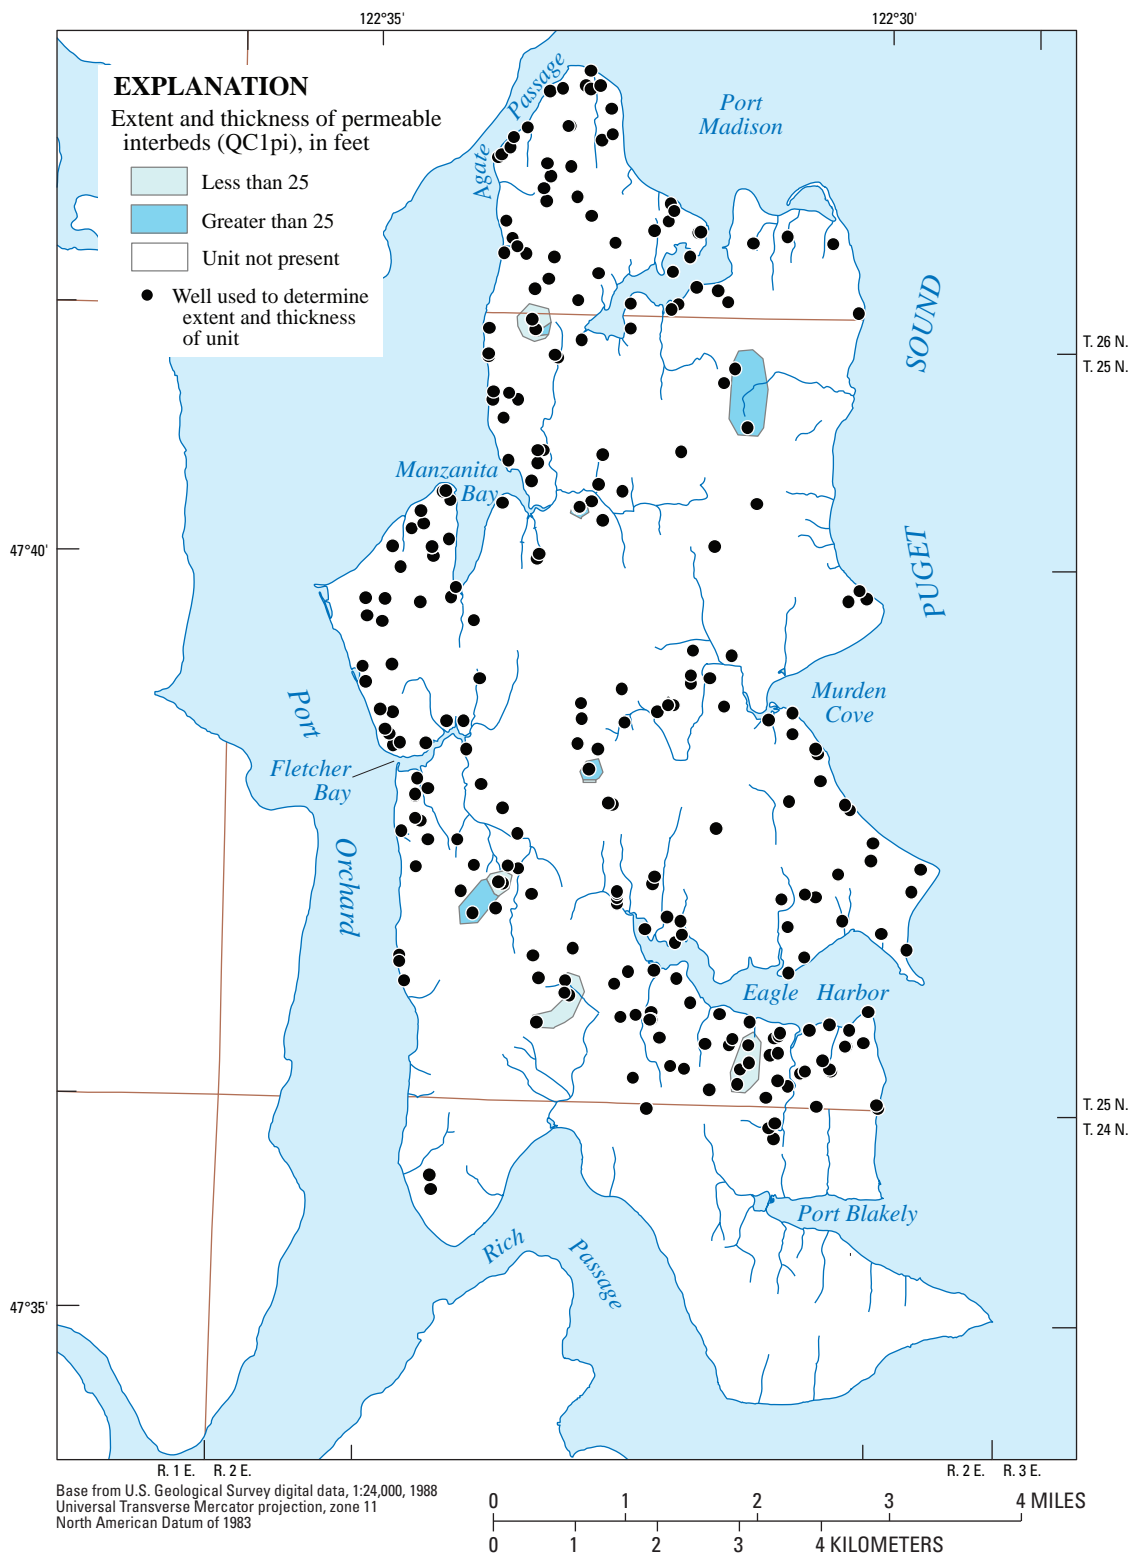 122°35'
122°30'
EXPLANATION
Extent and thickness of permeable
interbeds (QC1pi), in feet
Less than 25
Greater than 25
Unit not present
Well used to determine
extent and thickness
of unit
Agate Passage
Port
Madison
SOUND
T. 26 N.
T. 25 N.
Manzanita
Bay
47°40'
PUGET
Murden
Cove
Port
Fletcher
Bay
Orchard
Eagle Harbor
T. 25 N.
T. 24 N.
Port Blakely
Rich Passage
47°35'
R. 1 E. R. 2 E.
R. 2 E. R. 3 E.
Base from U.S. Geological Survey digital data, 1:24,000, 1988
Universal Transverse Mercator projection, zone 11
North American Datum of 1983
0 1 2 3 4 MILES
0 1 2 3 4 KILOMETERS